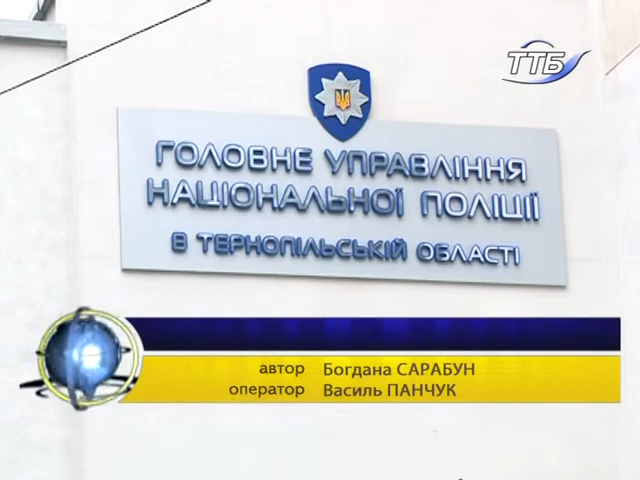 ТТБ
ГОЛОВНЕ УПРАВЛІННЯ
НАЦІОНАЛЬНОЇ ПОЛІЦІЇ
В ТЕРНОПІЛЬСЬКІЙ ОБЛАСТІ
автор Богдана САРАБУН
оператор Василь ПАНЧУК